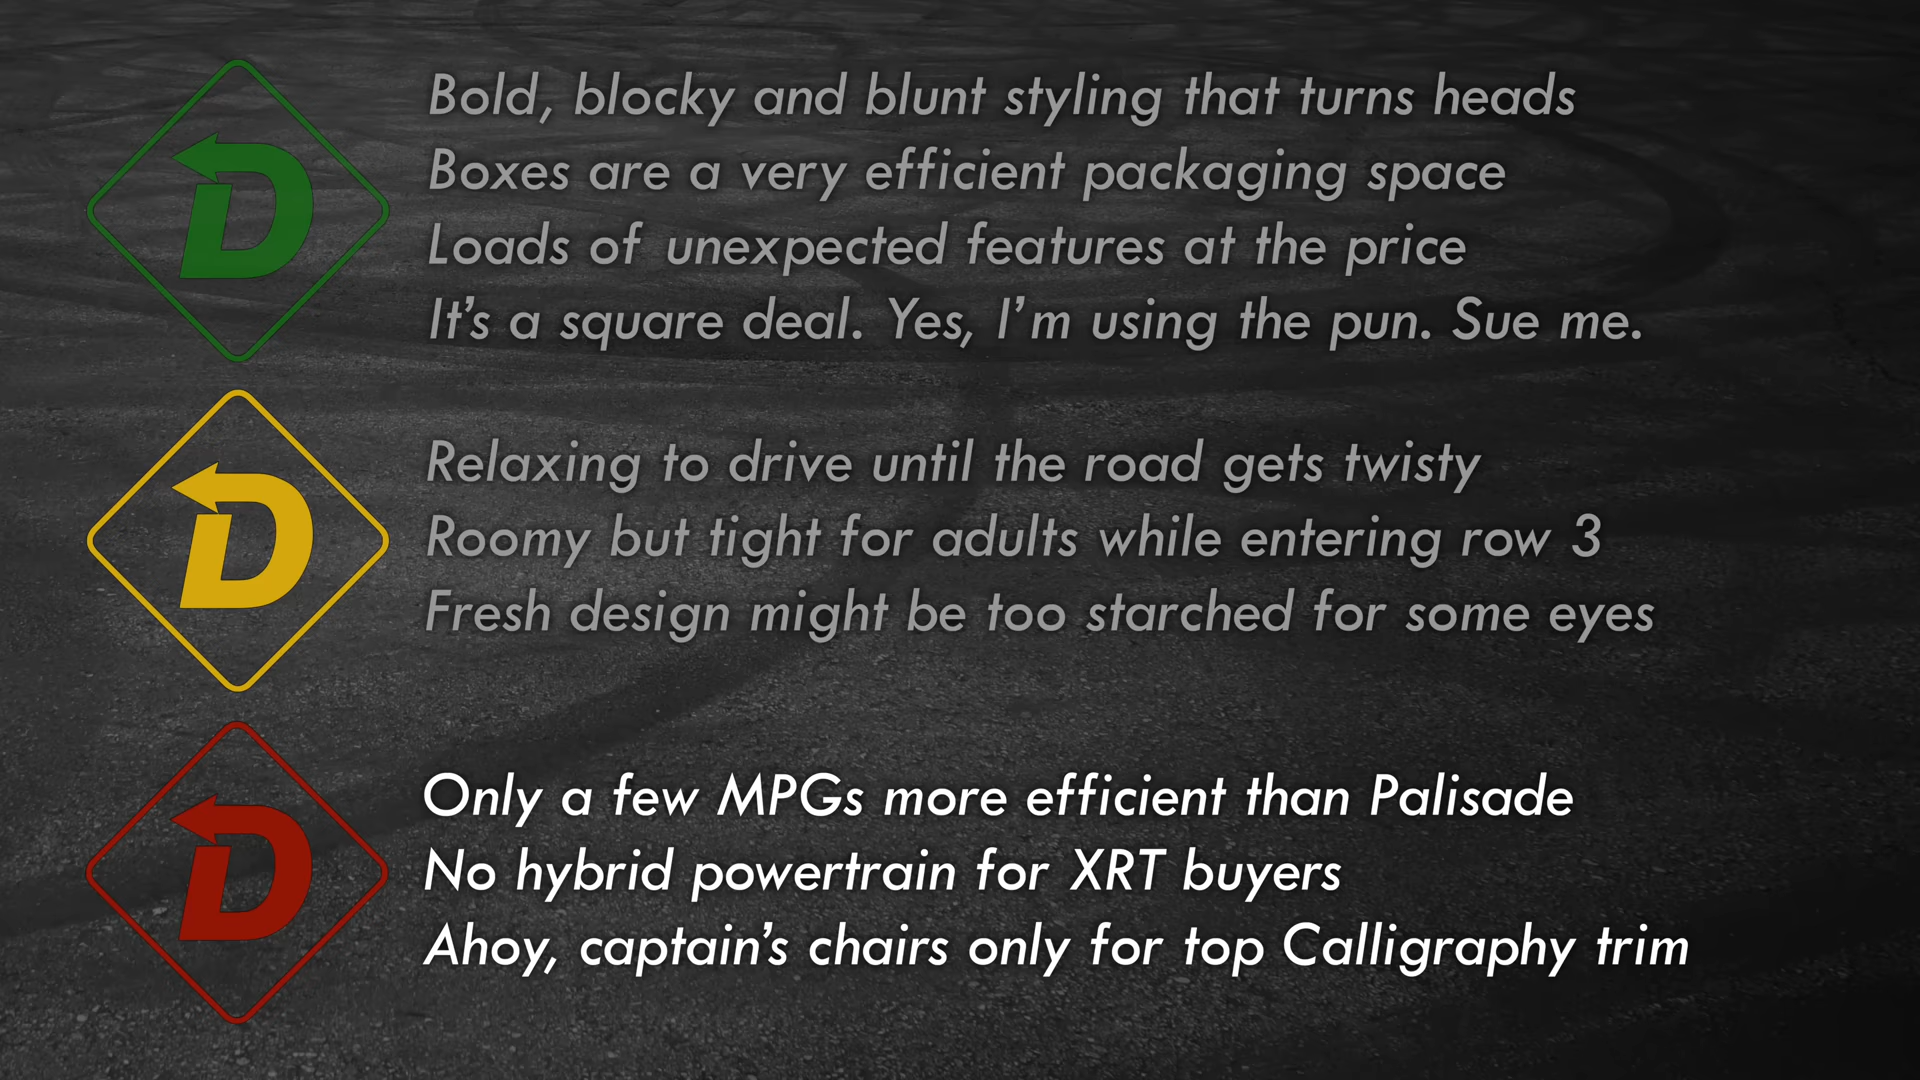 Bold, blocky and blunt styling that turns heads
Boxes are a very efficient packaging space
Loads of unexpected features at the price
It's a square deal. Yes, I'm using the pun. Sue me.
D
Relaxing to drive until the road gets twisty
Roomy but tight for adults while entering row 3
Fresh design might be too starched for some eyes
D
Only a few MPGs more efficient than Palisade
No hybrid powertrain for XRT buyers
Ahoy, captain's chairs only for top Calligraphy trim
D